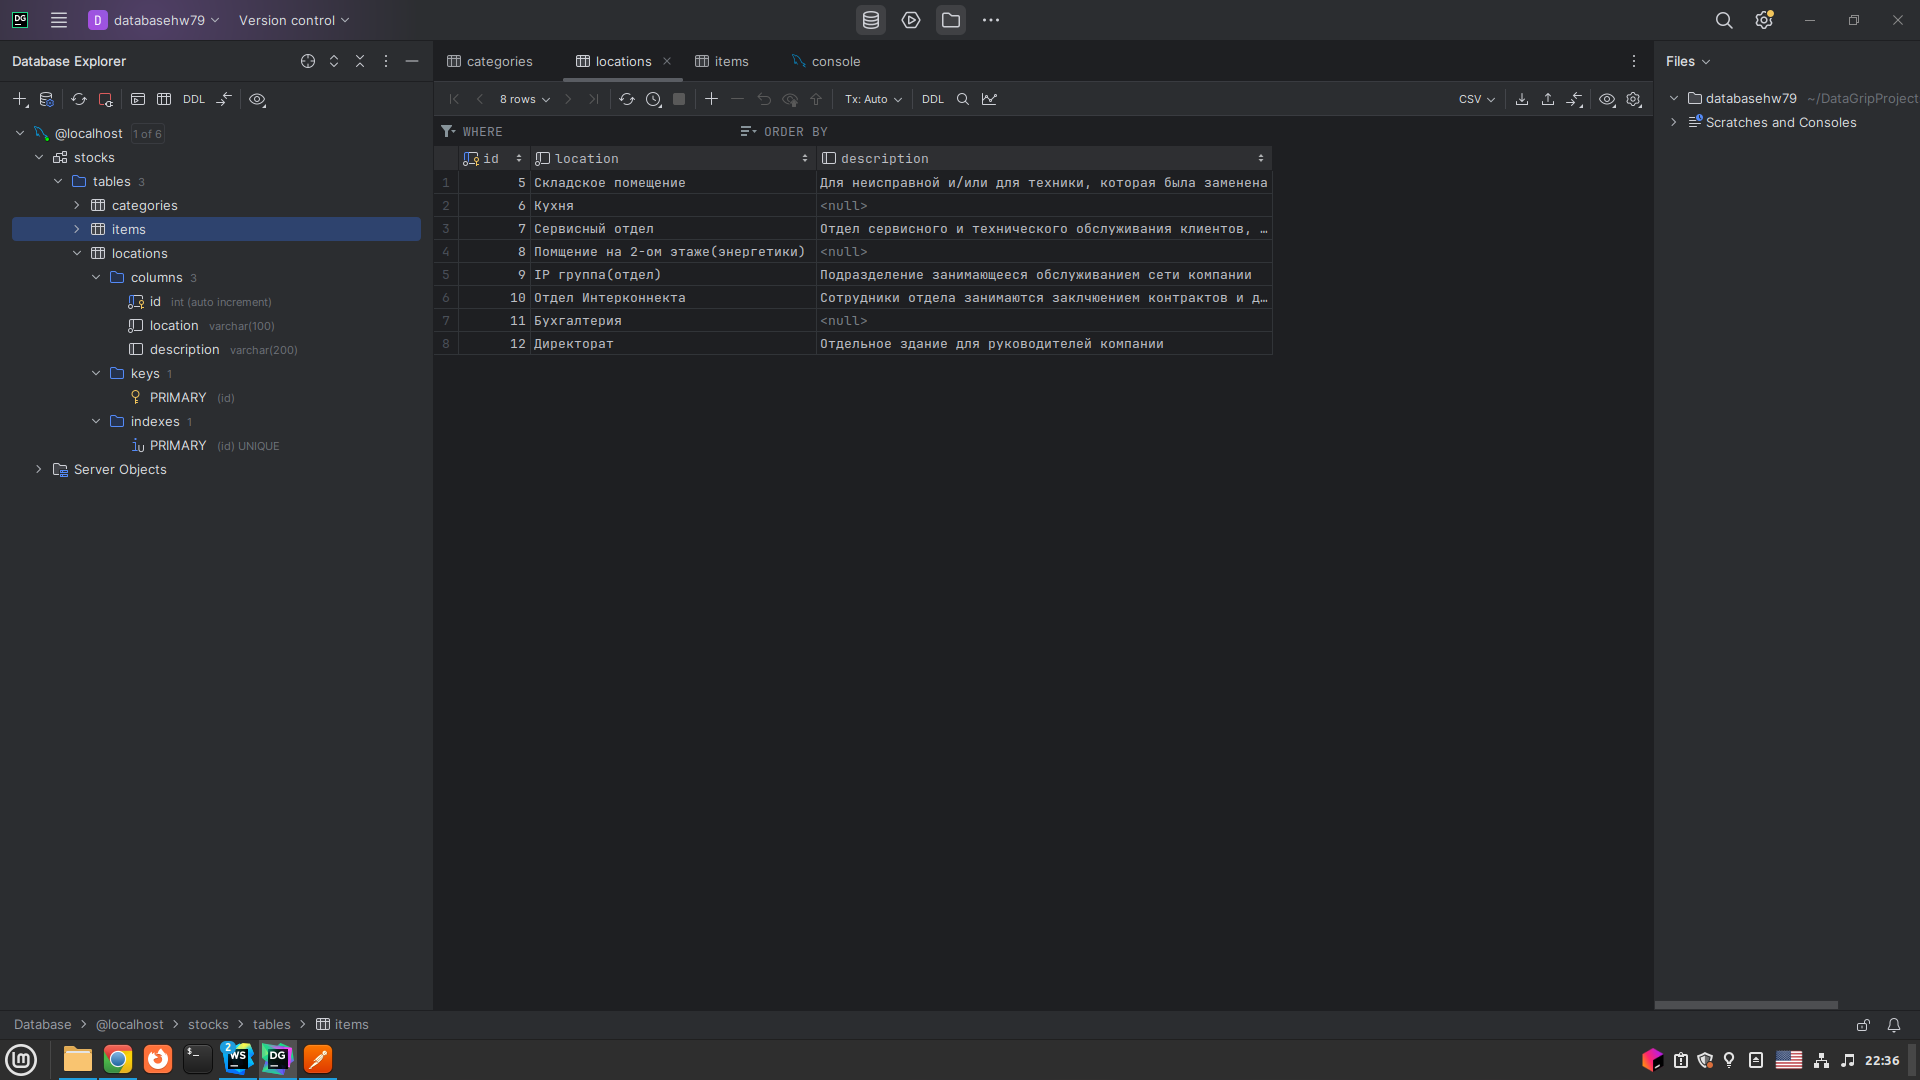 databasehw79
Version control
Database Explorer
categories
locations
items
console
Files
DDL
8 rows
Tx: Auto
DDL
CSV
databasehw79 ~/DataGripProject
Scratches and Consoles
@localhost 1 of 6
stocks
tables 3
categories
items
locations
columns 3
id int (auto increment)
location varchar(100)
description varchar(200)
keys 1
PRIMARY (id)
indexes 1
PRIMARY (id) UNIQUE
Server Objects
WHERE
ORDER BY
id location description
1 5 Складское помещение Для неисправной и/или для техники, которая была заменена
2 6 Кухня <null>
3 7 Сервисный отдел Отдел сервисного и технического обслуживания клиентов, …
4 8 Помщение на 2-ом этаже(энергетики) <null>
5 9 IP группа(отдел) Подразделение занимающееся обслуживанием сети компании
6 10 Отдел Интерконнекта Сотрудники отдела занимаются заклчюением контрактов и д…
7 11 Бухгалтерия <null>
8 12 Директорат Отдельное здание для руководителей компании
Database > @localhost > stocks > tables > items
22:36